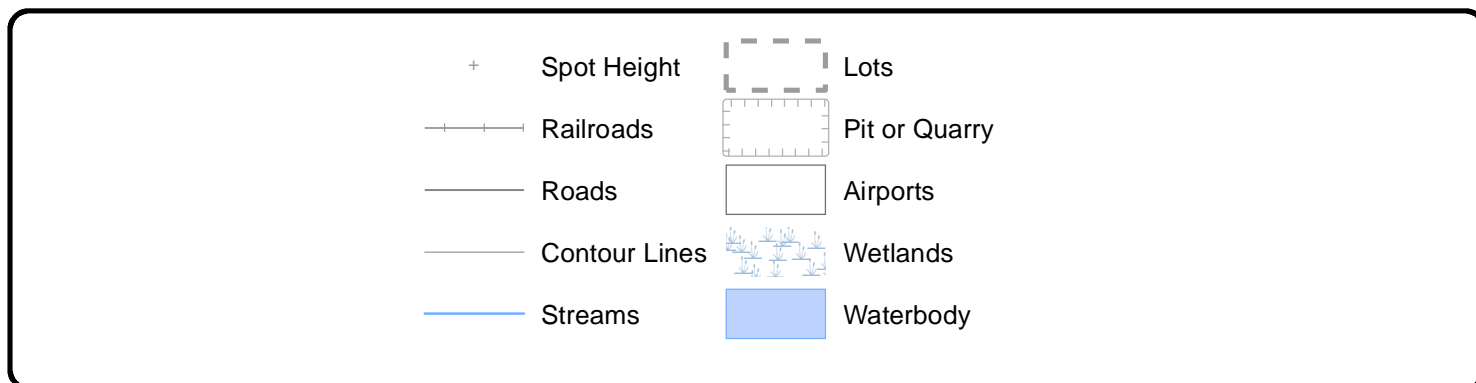 Spot Height
Railroads
Roads
Contour Lines
Streams
Lots
Pit or Quarry
Airports
Wetlands
Waterbody